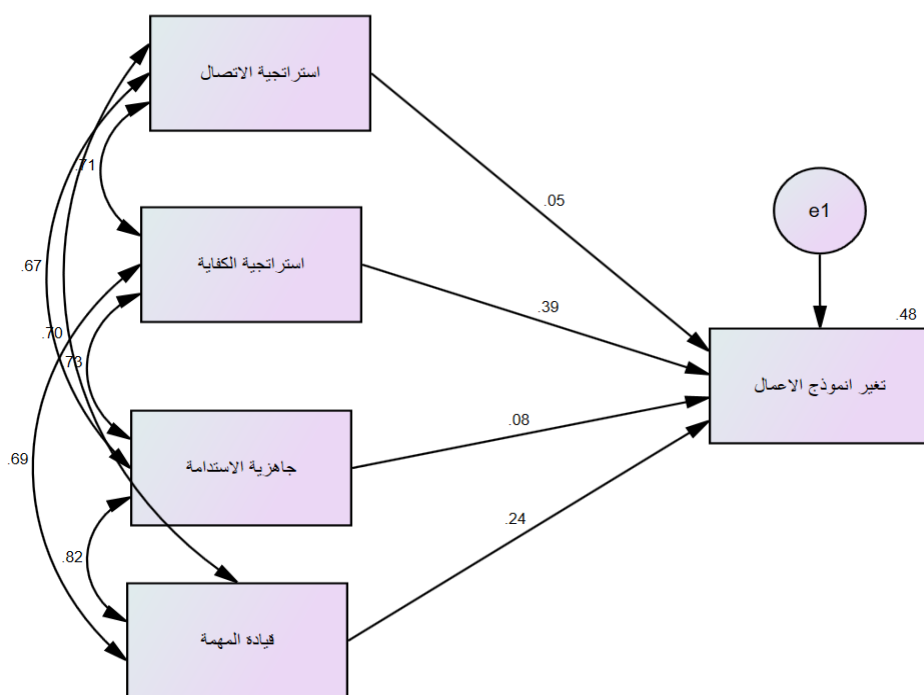 استراتجية الاتصال
.71
.05
e1
استراتجية الكفاية
.67
.39
.48
.70
.73
تغير انموذج الاعمال
جاهزية الاستدامة
.08
.69
.24
.82
قيادة المهمة